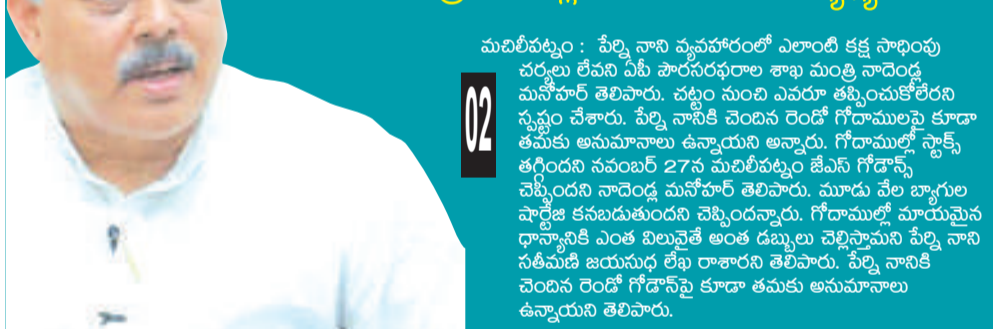 మచిలీపట్నం : పేర్ని నాని వ్యవహారంలో ఎలాంటి కక్ష సాధింపు
చర్యలు లేవని ఏపీ పౌరసరఫరాల శాఖ మంత్రి నాదెండ్ల
మనోహర్ తెలిపారు. చట్టం నుంచి ఎవరూ తప్పించుకోలేరని
స్పష్టం చేశారు. పేర్ని నానికి చెందిన రెండో గోదాములపై కూడా
తమకు అనుమానాలు ఉన్నాయని అన్నారు. గోదాముల్లో స్టాక్స్
తగ్గిందని నవంబర్ 27న మచిలీపట్నం జేఎస్ గోడౌన్స్
చెప్పిందని నాదెండ్ల మనోహర్ తెలిపారు. మూడు వేల బ్యాగుల
షార్టేజి కనబడుతుందని చెప్పిందన్నారు. గోదాముల్లో మాయమైన
ధాన్యానికి ఎంత విలువైతే అంత డబ్బులు చెల్లిస్తామని పేర్ని నాని
సతీమణి జయసుధ లేఖ రాశారని తెలిపారు. పేర్ని నానికి
చెందిన రెండో గోడౌన్‌పై కూడా తమకు అనుమానాలు
ఉన్నాయని తెలిపారు.
02